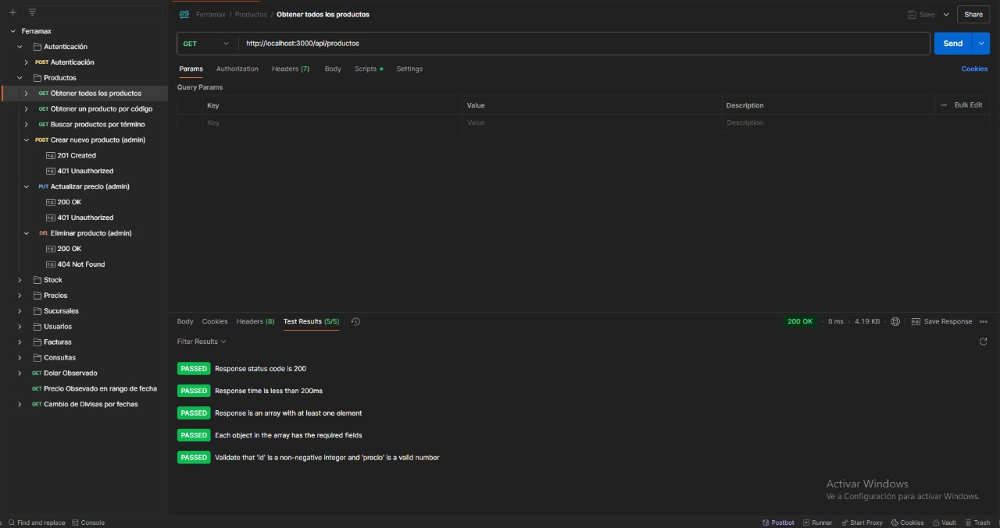 Ferramax / Productos / Obtener todos los productos
Save
Share
Ferramax
Autenticación
POST Autenticación
Productos
GET Obtener todos los productos
GET Obtener un producto por código
GET Buscar productos por término
POST Crear nuevo producto (admin)
e.g. 201 Created
e.g. 401 Unauthorized
PUT Actualizar precio (admin)
e.g. 200 OK
e.g. 401 Unauthorized
DEL Eliminar producto (admin)
e.g. 200 OK
e.g. 404 Not Found
Stock
Precios
Sucursales
Usuarios
Facturas
Consultas
GET Dolar Observado
GET Precio Obsevado en rango de fecha
GET Cambio de Divisas por fechas
HTTP
GET http://localhost:3000/api/productos
Send
Params Authorization Headers (7) Body Scripts Settings
Cookies
Query Params
Key Value Description Bulk Edit
Key Value Description
Body Cookies Headers (8) Test Results (5/5)
200 OK 8 ms 4.19 KB
e.g. Save Response
Filter Results
PASSED Response status code is 200
PASSED Response time is less than 200ms
PASSED Response is an array with at least one element
PASSED Each object in the array has the required fields
PASSED Validate that 'id' is a non-negative integer and 'precio' is a valid number
Activar Windows
Ve a Configuración para activar Windows.
Find and replace Console
Postbot Runner Start Proxy Cookies Vault Trash